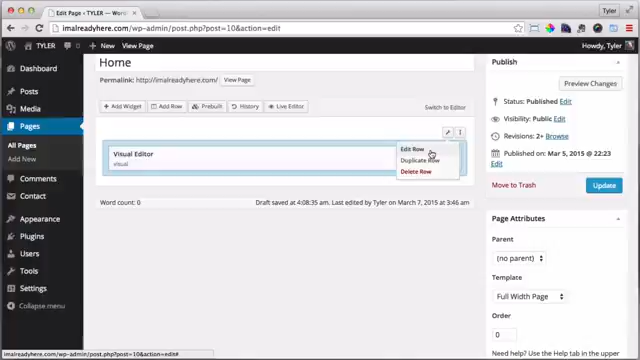 Edit Page ‹ TYLER — Wor
Tyler
imalreadyhere.com/wp-admin/post.php?post=10&action=edit
TYLER
1
0
+ New
View Page
Howdy, Tyler
Dashboard
Posts
Media
Pages
All Pages
Add New
Comments
Contact
Appearance
Plugins
Users
Tools
Settings
Collapse menu
Home
Permalink: http://imalreadyhere.com/
View Page
Add Widget
Add Row
Prebuilt
History
Live Editor
Switch to Editor
Visual Editor
visual
Edit Row
Duplicate Row
Delete Row
Word count: 0
Draft saved at 4:08:35 am. Last edited by Tyler on March 7, 2015 at 3:46 am
Publish
Preview Changes
Status: Published Edit
Visibility: Public Edit
Revisions: 2+ Browse
Published on: Mar 5, 2015 @ 22:23
Edit
Move to Trash
Update
Page Attributes
Parent
(no parent)
Template
Full Width Page
Order
0
Need help? Use the Help tab in the upper
imalreadyhere.com/wp-admin/post.php?post=10&action=edit#